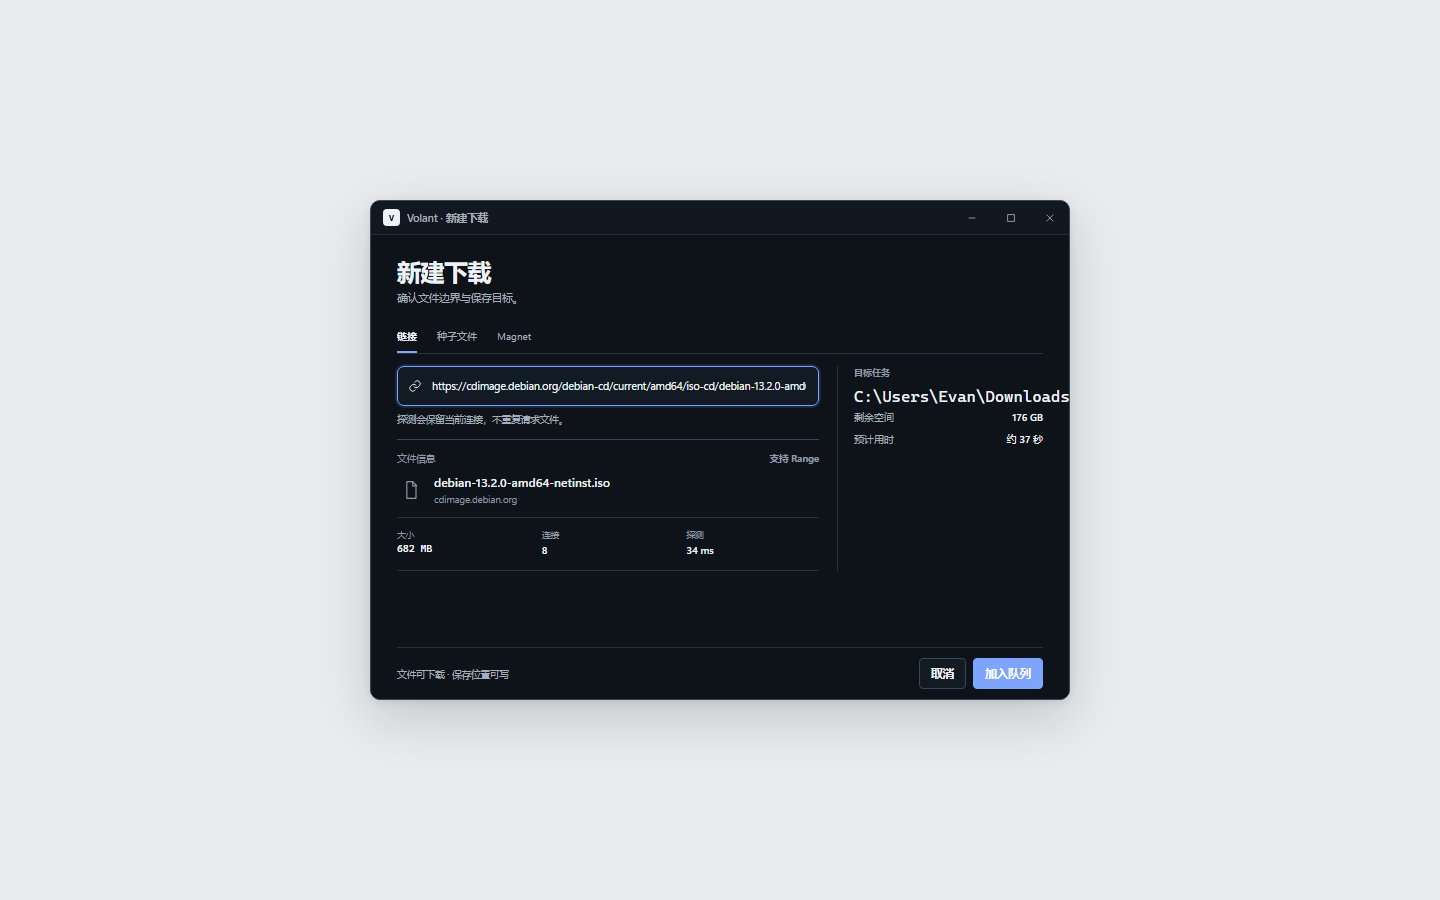 V Volant · 新建下载
新建下载
确认文件边界与保存目标。
链接 种子文件 Magnet
https://cdimage.debian.org/debian-cd/current/amd64/iso-cd/debian-13.2.0-amd
探测会保留当前连接，不重复请求文件。
文件信息 支持 Range
debian-13.2.0-amd64-netinst.iso
cdimage.debian.org
大小 连接 探测
682 MB 8 34 ms
目标任务
C:\Users\Evan\Downloads
剩余空间 176 GB
预计用时 约 37 秒
文件可下载 · 保存位置可写
取消 加入队列